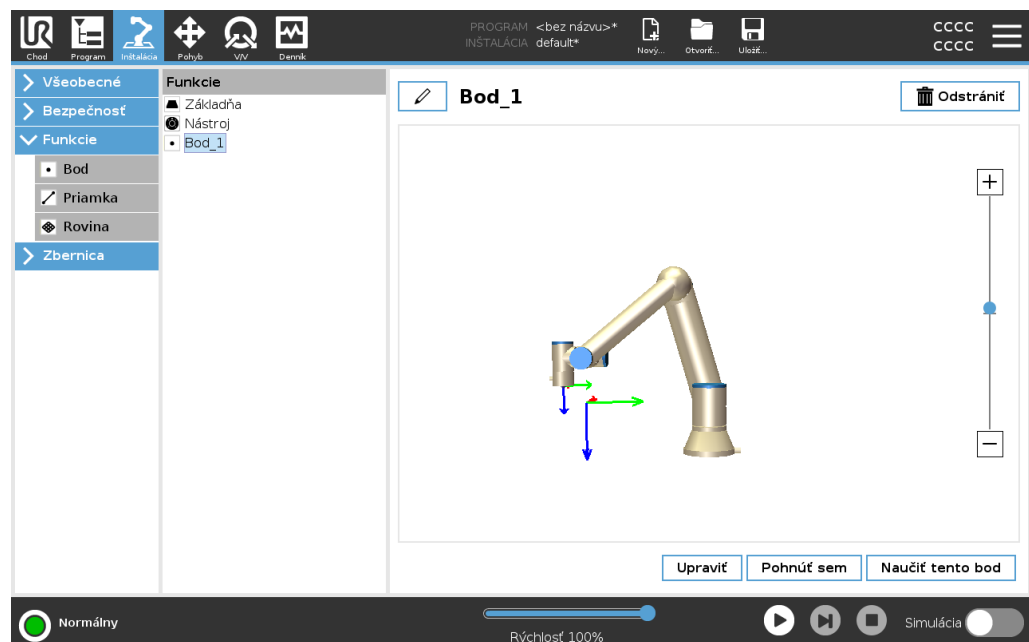 UR
Chod
Program
Inštalácia
Pohyb
V/V
Denník
PROGRAM <bez názvu>*
INŠTALÁCIA default*
Nový...
Otvoriť...
Uložiť...
CCCC
CCCC
Všeobecné
Bezpečnosť
Funkcie
Bod
Priamka
Rovina
Zbernica
Funkcie
Základňa
Nástroj
Bod_1
Bod_1
Odstrániť
Upraviť
Pohnúť sem
Naučiť tento bod
Normálny
Rýchlosť 100%
Simulácia